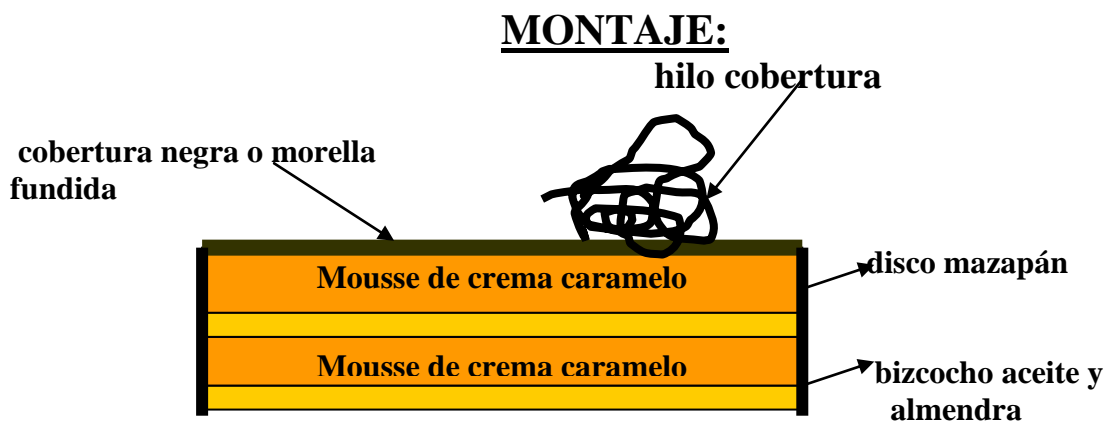 MONTAJE:
hilo cobertura
cobertura negra o morella
fundida
Mousse de crema caramelo
disco mazapán
Mousse de crema caramelo
bizcocho aceite y
almendra